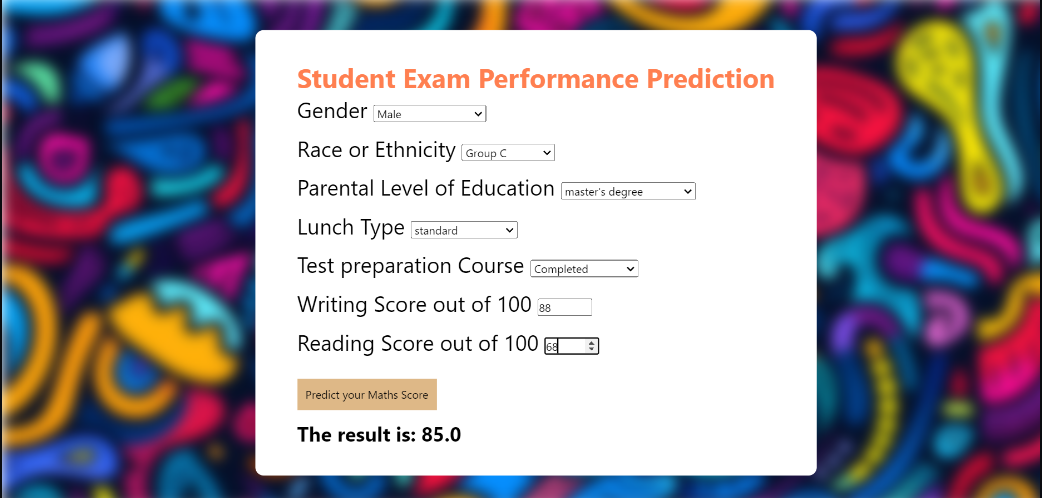 Student Exam Performance Prediction
Gender Male
Race or Ethnicity Group C
Parental Level of Education master's degree
Lunch Type standard
Test preparation Course Completed
Writing Score out of 100 88
Reading Score out of 100 68
Predict your Maths Score
The result is: 85.0